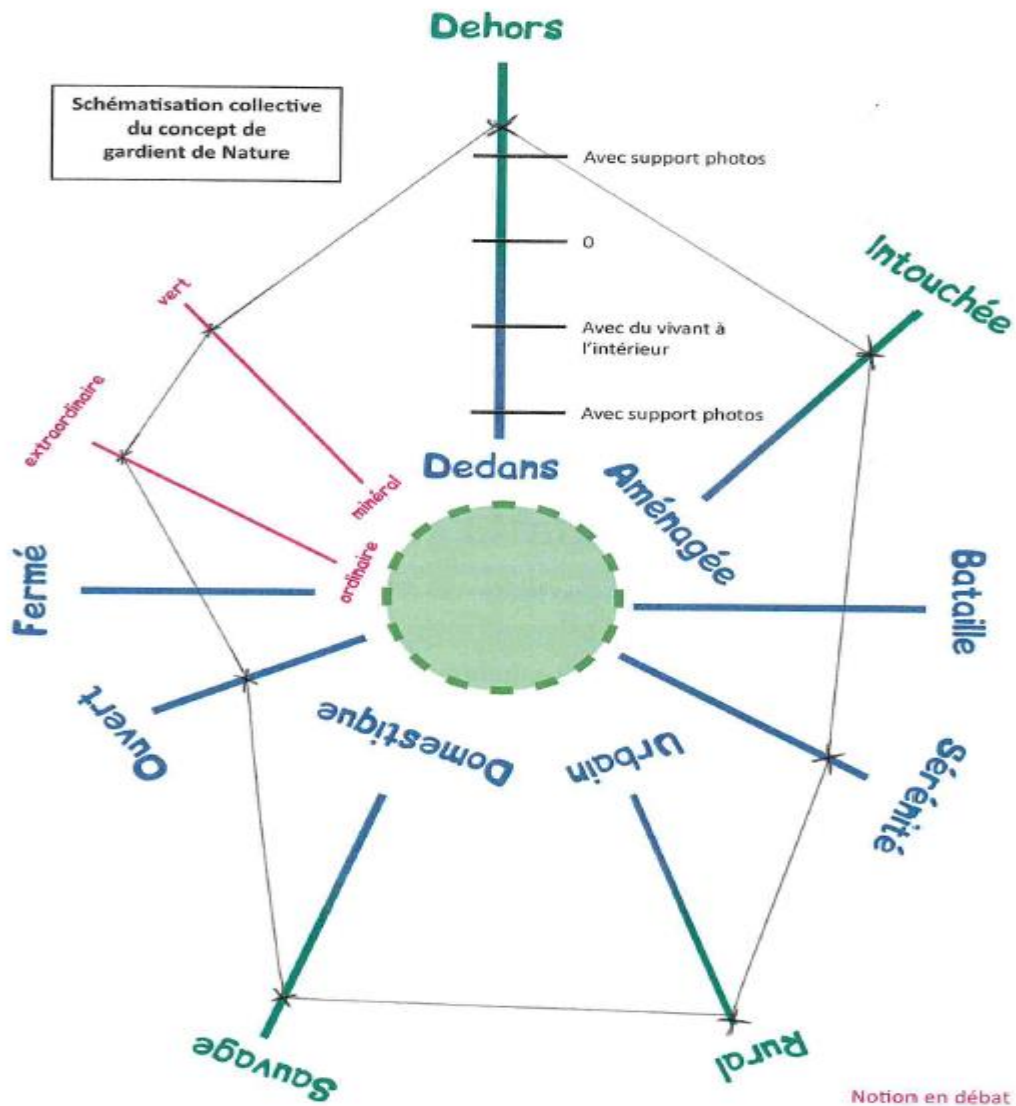 Dehors
Schématisation collective
du concept de
gardient de Nature
Avec support photos
0
Intouchée
vert
Avec du vivant à
l'intérieur
extraordinaire
Avec support photos
Dedans
minéral
Aménagée
ordinaire
Fermé
Bataille
Ouvert
Domestique
Urbain
Sérénité
Sauvage
Rural
Notion en débat